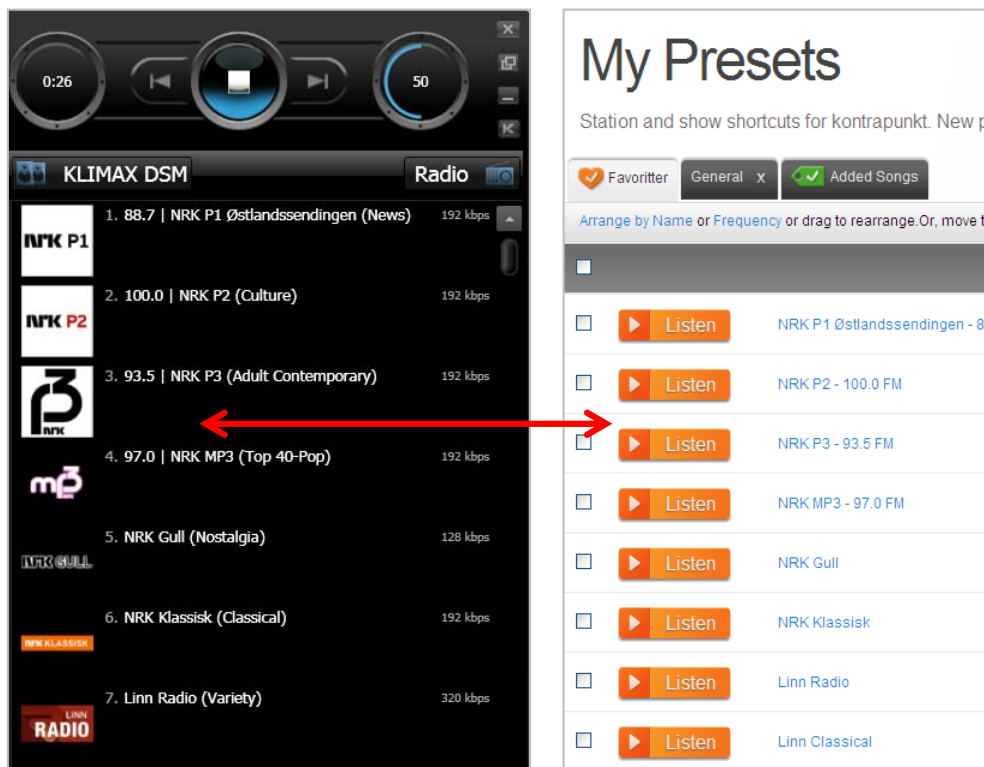 0:26
50
KLIMAX DSM
Radio
NRK P1
1. 88.7 | NRK P1 Østlandssendingen (News)
192 kbps
NRK P2
2. 100.0 | NRK P2 (Culture)
192 kbps
P3
NRK
3. 93.5 | NRK P3 (Adult Contemporary)
192 kbps
mp3
4. 97.0 | NRK MP3 (Top 40-Pop)
192 kbps
NRK GULL
5. NRK Gull (Nostalgia)
128 kbps
NRK KLASSISK
6. NRK Klassisk (Classical)
192 kbps
LINN
RADIO
7. Linn Radio (Variety)
320 kbps
My Presets
Station and show shortcuts for kontrapunkt. New p
Favoritter
General x
Added Songs
Arrange by Name or Frequency or drag to rearrange.Or, move t
Listen
NRK P1 Østlandssendingen - 8
Listen
NRK P2 - 100.0 FM
Listen
NRK P3 - 93.5 FM
Listen
NRK MP3 - 97.0 FM
Listen
NRK Gull
Listen
NRK Klassisk
Listen
Linn Radio
Listen
Linn Classical